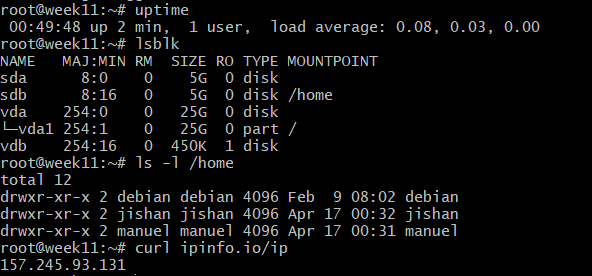 root@week11:~# uptime
 00:49:48 up 2 min,  1 user,  load average: 0.08, 0.03, 0.00
root@week11:~# lsblk
NAME   MAJ:MIN RM  SIZE RO TYPE MOUNTPOINT
sda      8:0    0    5G  0 disk
sdb      8:16   0    5G  0 disk /home
vda    254:0    0   25G  0 disk
└─vda1 254:1    0   25G  0 part /
vdb    254:16   0  450K  1 disk
root@week11:~# ls -l /home
total 12
drwxr-xr-x 2 debian debian 4096 Feb  9 08:02 debian
drwxr-xr-x 2 jishan jishan 4096 Apr 17 00:32 jishan
drwxr-xr-x 2 manuel manuel 4096 Apr 17 00:31 manuel
root@week11:~# curl ipinfo.io/ip
157.245.93.131